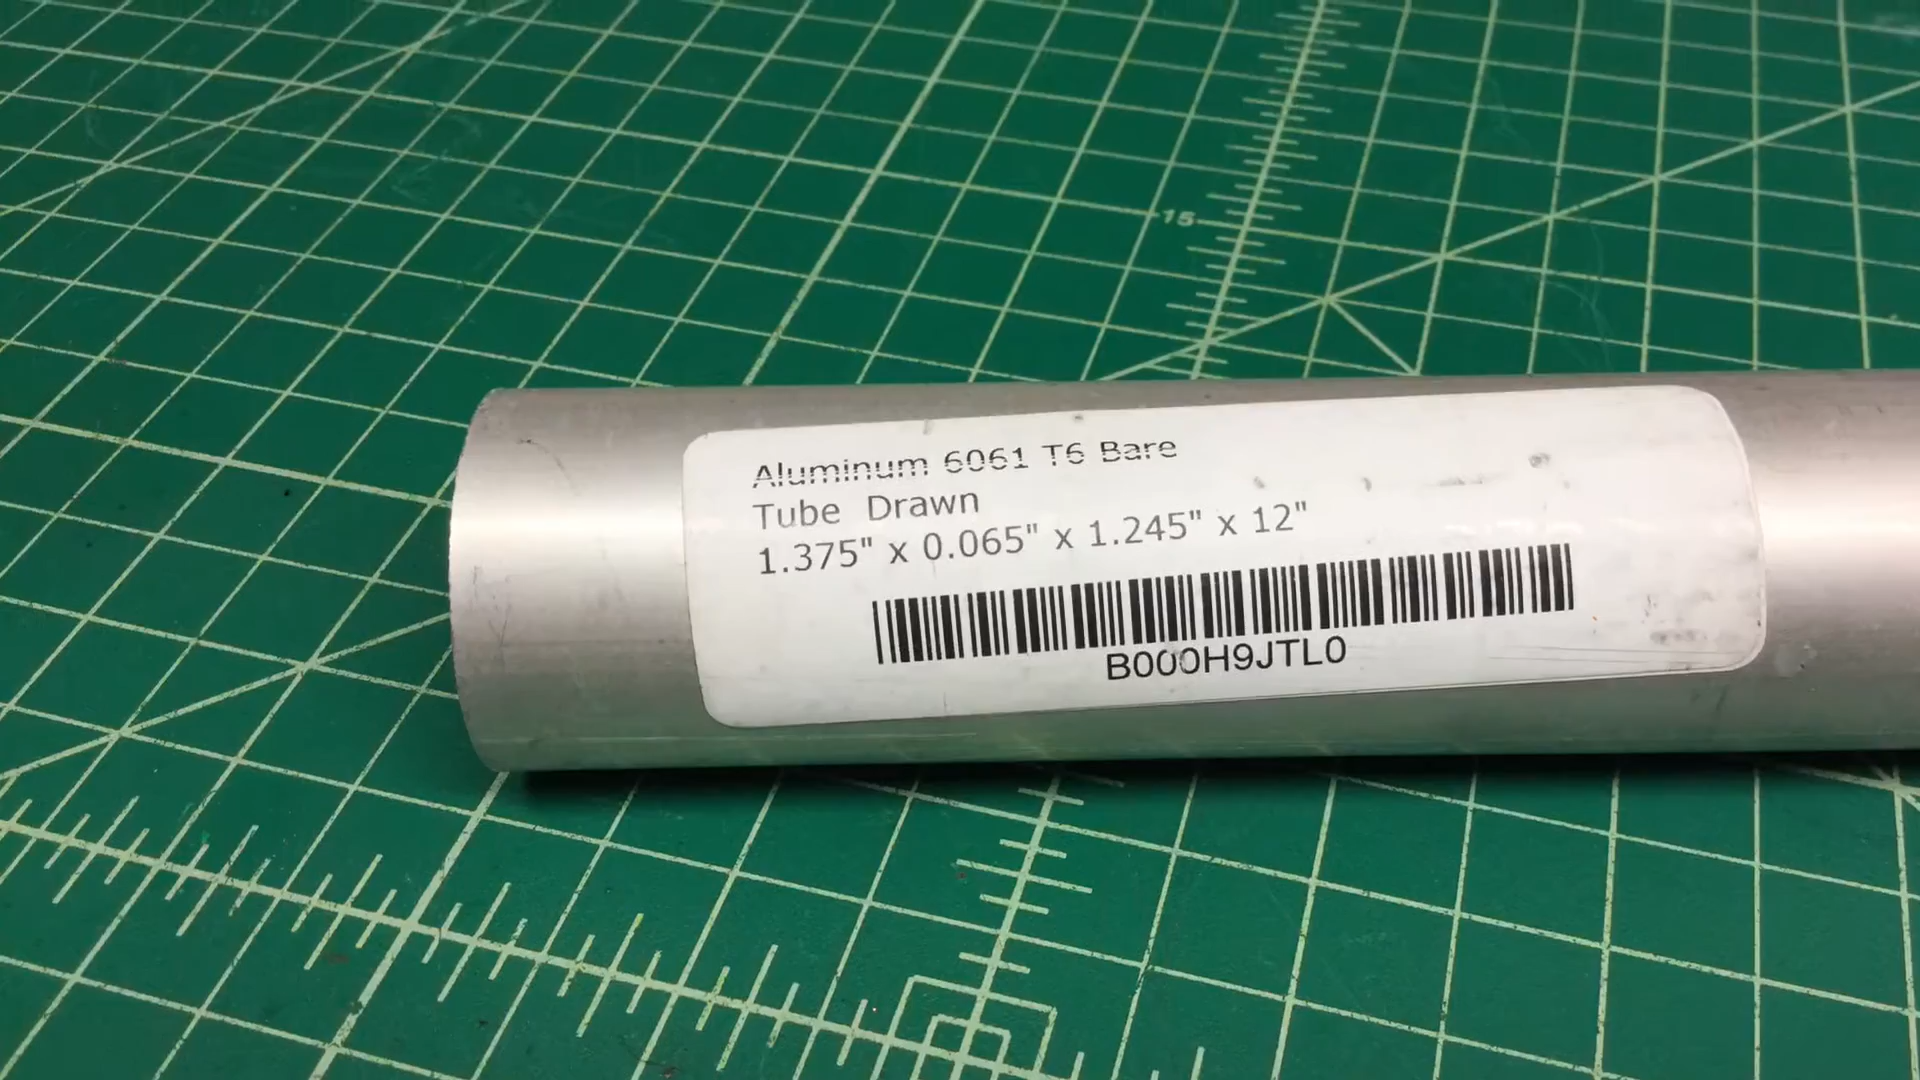 15
Aluminum 6061 T6 Bare
Tube Drawn
1.375" x 0.065" x 1.245" x 12"
B000H9JTL0